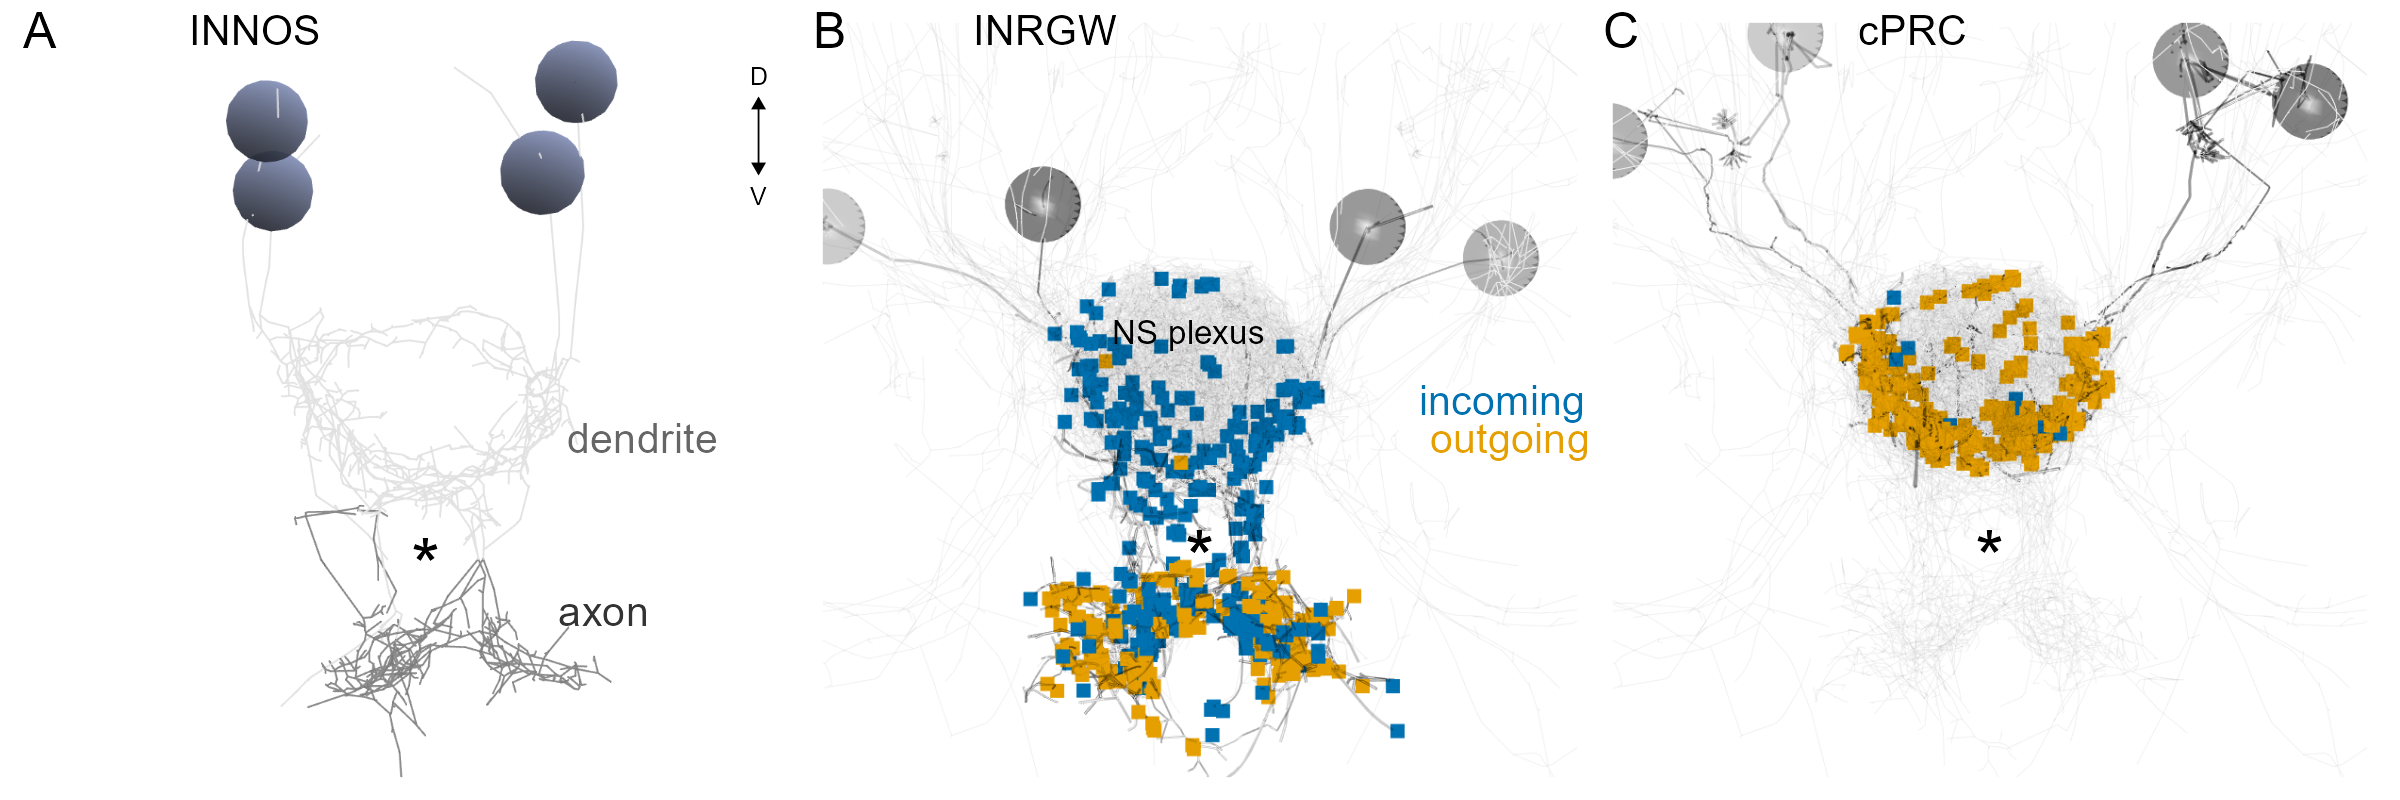 A INNOS
D
V
dendrite
*
axon
B INRGW
NS plexus
incoming
outgoing
*
C cPRC
*